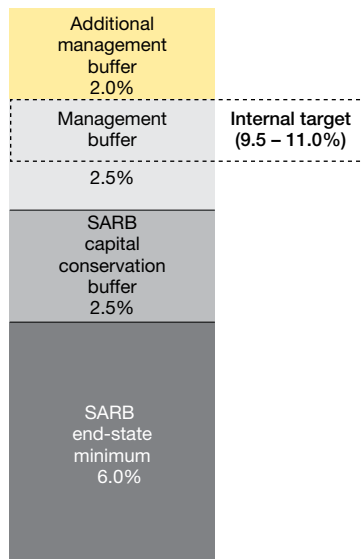 Additional
management
buffer
2.0%
Management
buffer
Internal target
(9.5 – 11.0%)
2.5%
SARB
capital
conservation
buffer
2.5%
SARB
end-state
minimum
6.0%